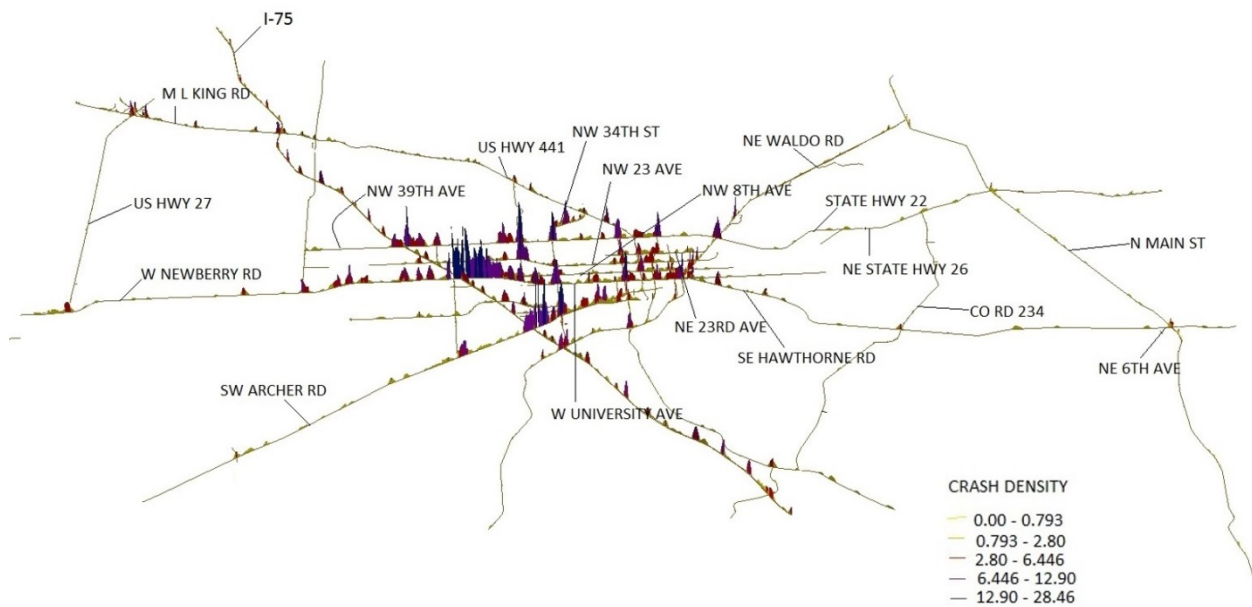 I-75
M L KING RD
US HWY 441
NW 34TH ST
NE WALDO RD
NW 23 AVE
NW 39TH AVE
NW 8TH AVE
US HWY 27
STATE HWY 22
N MAIN ST
W NEWBERRY RD
NE STATE HWY 26
CO RD 234
NE 23RD AVE
SE HAWTHORNE RD
NE 6TH AVE
SW ARCHER RD
W UNIVERSITY AVE
CRASH DENSITY
0.00 - 0.793
0.793 - 2.80
2.80 - 6.446
6.446 - 12.90
12.90 - 28.46